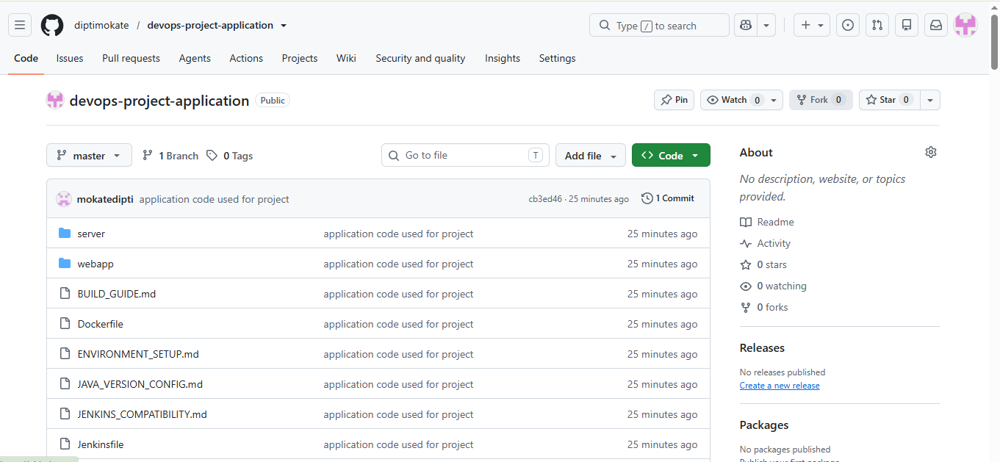 diptimokate / devops-project-application
Type / to search
Code Issues Pull requests Agents Actions Projects Wiki Security and quality Insights Settings
devops-project-application Public
Pin Watch 0 Fork 0 Star 0
master 1 Branch 0 Tags Go to file T Add file Code
About
No description, website, or topics
provided.
mokatedipti application code used for project cb3ed46 · 25 minutes ago 1 Commit
server application code used for project 25 minutes ago
webapp application code used for project 25 minutes ago
BUILD_GUIDE.md application code used for project 25 minutes ago
Dockerfile application code used for project 25 minutes ago
ENVIRONMENT_SETUP.md application code used for project 25 minutes ago
JAVA_VERSION_CONFIG.md application code used for project 25 minutes ago
JENKINS_COMPATIBILITY.md application code used for project 25 minutes ago
Jenkinsfile application code used for project 25 minutes ago
Readme
Activity
0 stars
0 watching
0 forks
Releases
No releases published
Create a new release
Packages
No packages published
Publish your first package